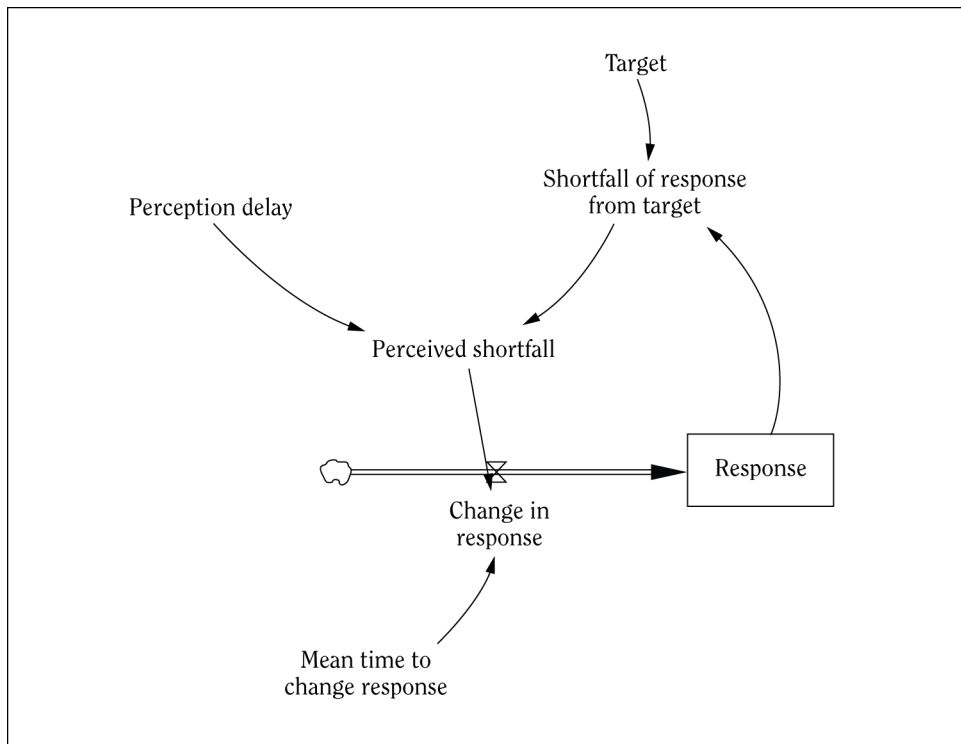 Target
Shortfall of response
from target
Perception delay
Perceived shortfall
Response
Change in
response
Mean time to
change response